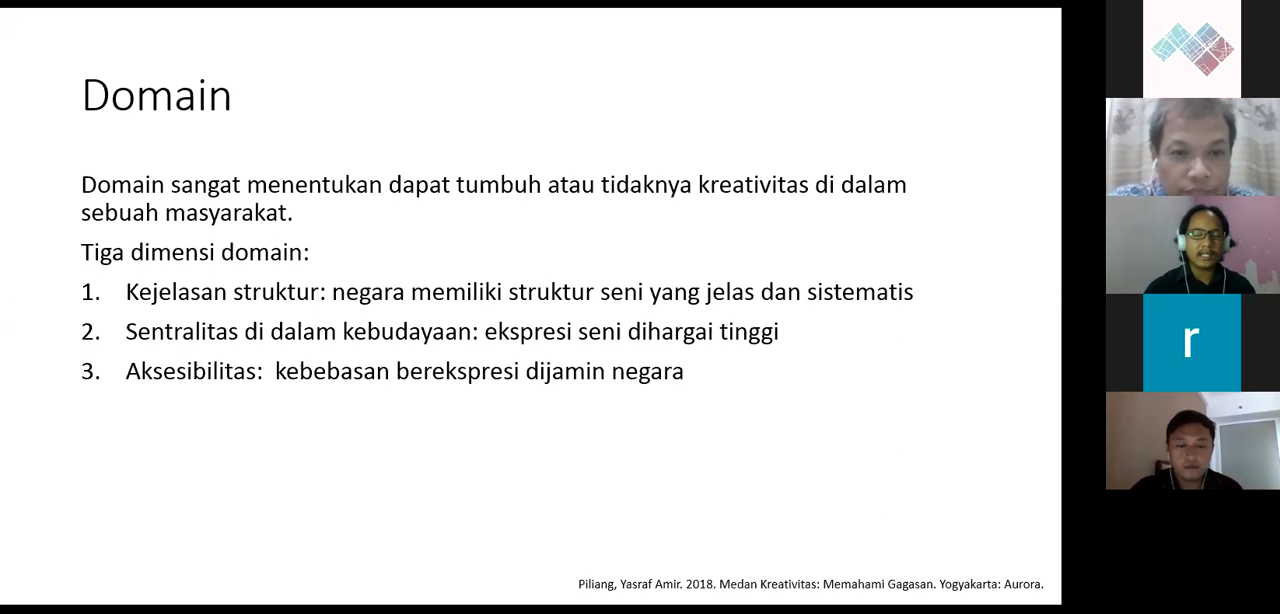 Domain
Domain sangat menentukan dapat tumbuh atau tidaknya kreativitas di dalam
sebuah masyarakat.
Tiga dimensi domain:
1. Kejelasan struktur: negara memiliki struktur seni yang jelas dan sistematis
2. Sentralitas di dalam kebudayaan: ekspresi seni dihargai tinggi
3. Aksesibilitas: kebebasan berekspresi dijamin negara
Piliang, Yasraf Amir. 2018. Medan Kreativitas: Memahami Gagasan. Yogyakarta: Aurora.
r